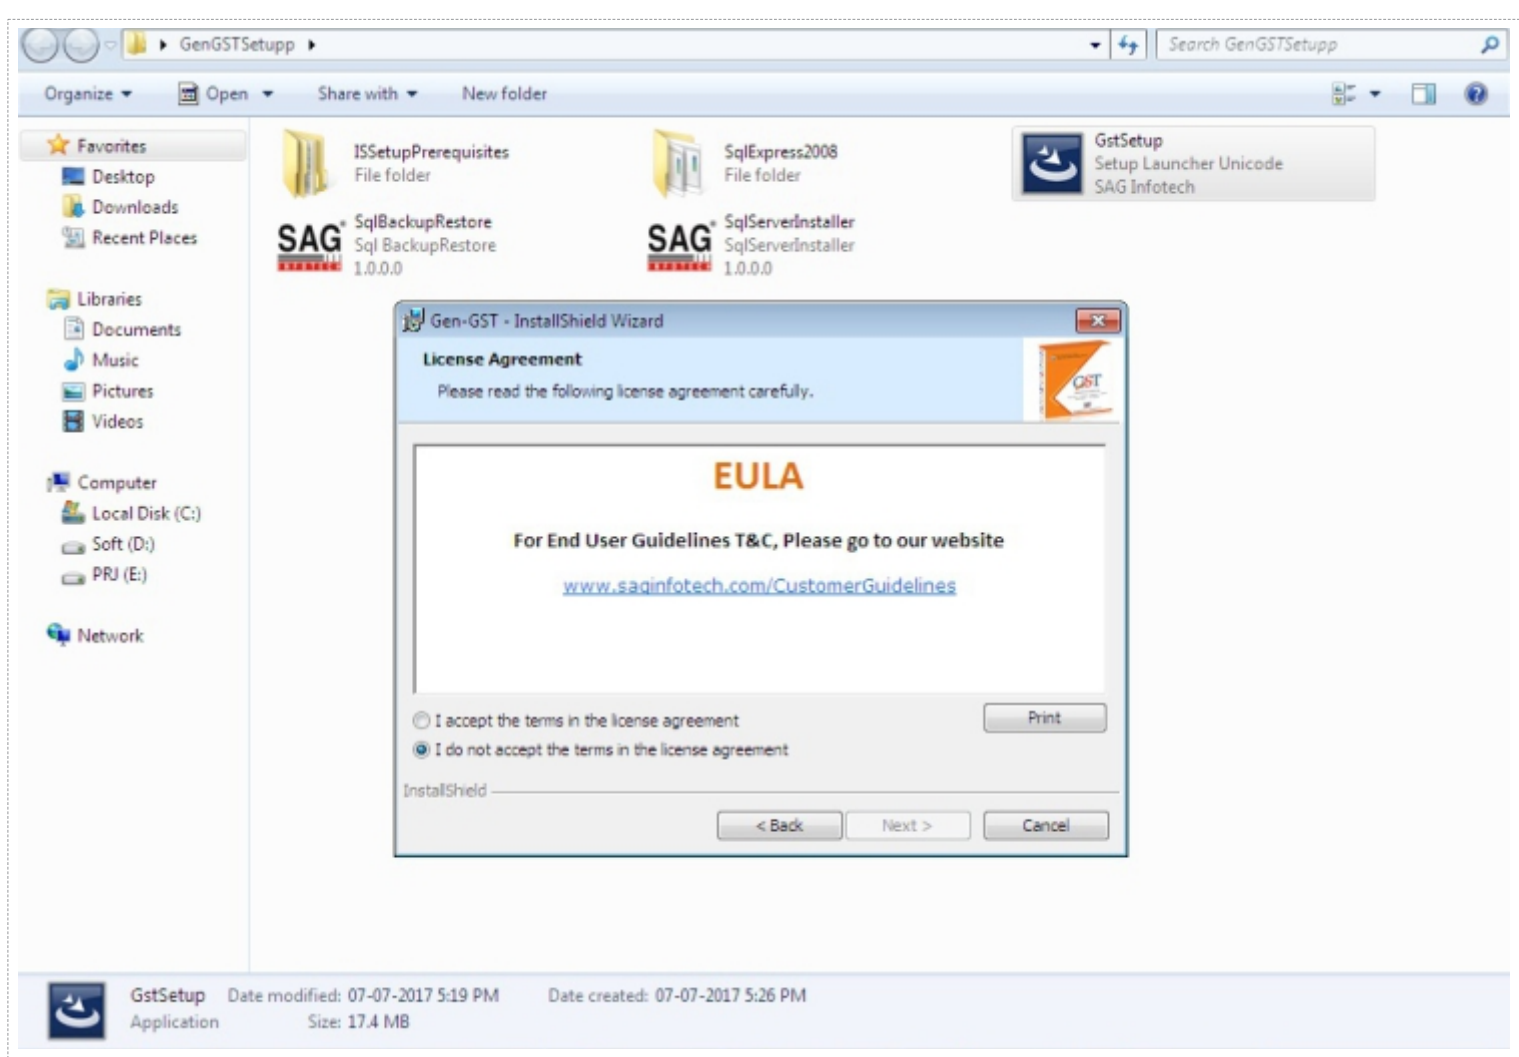 GenGSTSetupp
Search GenGSTSetupp
Organize
Open
Share with
New folder
Favorites
Desktop
Downloads
Recent Places
Libraries
Documents
Music
Pictures
Videos
Computer
Local Disk (C:)
Soft (D:)
PRJ (E:)
Network
ISSetupPrerequisites
File folder
SqlExpress2008
File folder
GstSetup
Setup Launcher Unicode
SAG Infotech
SAG
INFOTECH
SqlBackupRestore
Sql BackupRestore
1.0.0.0
SAG
INFOTECH
SqlServerInstaller
SqlServerInstaller
1.0.0.0
Gen-GST - InstallShield Wizard
License Agreement
Please read the following license agreement carefully.
GST
EULA
For End User Guidelines T&C, Please go to our website
www.saginfotech.com/CustomerGuidelines
I accept the terms in the license agreement
Print
I do not accept the terms in the license agreement
InstallShield
< Back
Next >
Cancel
GstSetup Date modified: 07-07-2017 5:19 PM Date created: 07-07-2017 5:26 PM
Application Size: 17.4 MB